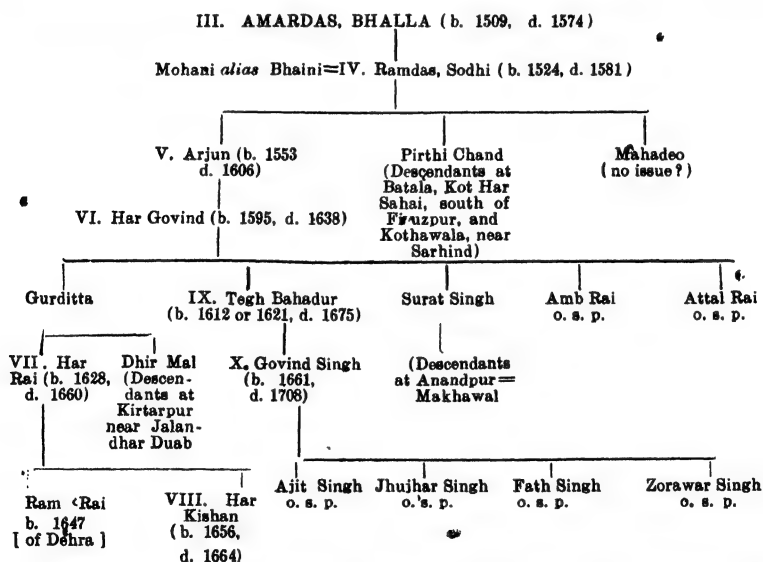 III. AMARDAS, BHALLA (b. 1509, d. 1574)
Mohani alias Bhaini=IV. Ramdas, Sodhi (b. 1524, d. 1581)
V. Arjun (b. 1553
d. 1606)
Pirthi Chand
(Descendants at
Batala, Kot Har
Sahai, south of
Firuzpur, and
Kothawala, near
Sarhind)
Mahadeo
(no issue?)
VI. Har Govind (b. 1595, d. 1638)
Gurditta
IX. Tegh Bahadur
(b. 1612 or 1621, d. 1675)
Surat Singh
Amb Rai
o. s. p.
Attal Rai
o. s. p.
VII. Har
Rai (b. 1628,
d. 1660)
Dhir Mal
(Descen-
dants at
Kirtarpur
near Jalan-
dhar Duab
X. Govind Singh
(b. 1661,
d. 1708)
(Descendants
at Anandpur=
Makhawal
Ram Rai
b. 1647
[ of Dehra ]
VIII. Har
Kishan
(b. 1656,
d. 1664)
Ajit Singh
o. s. p.
Jhujhar Singh
o. s. p.
Fath Singh
o. s. p.
Zorawar Singh
o. s. p.